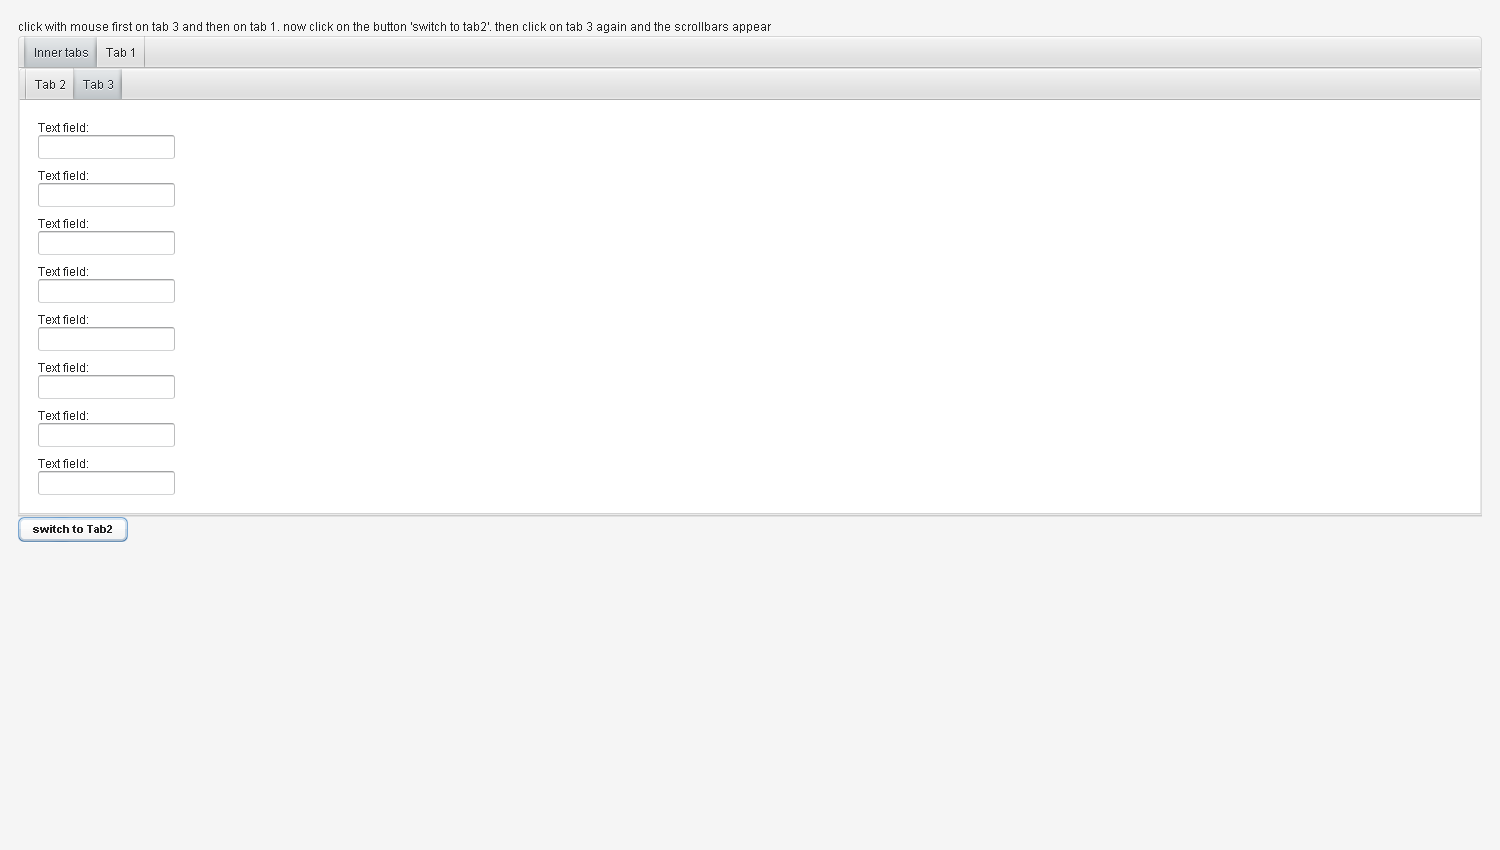 click with mouse first on tab 3 and then on tab 1. now click on the button 'switch to tab2'. then click on tab 3 again and the scrollbars appear
Inner tabs Tab 1
Tab 2 Tab 3
Text field:
Text field:
Text field:
Text field:
Text field:
Text field:
Text field:
Text field:
switch to Tab2